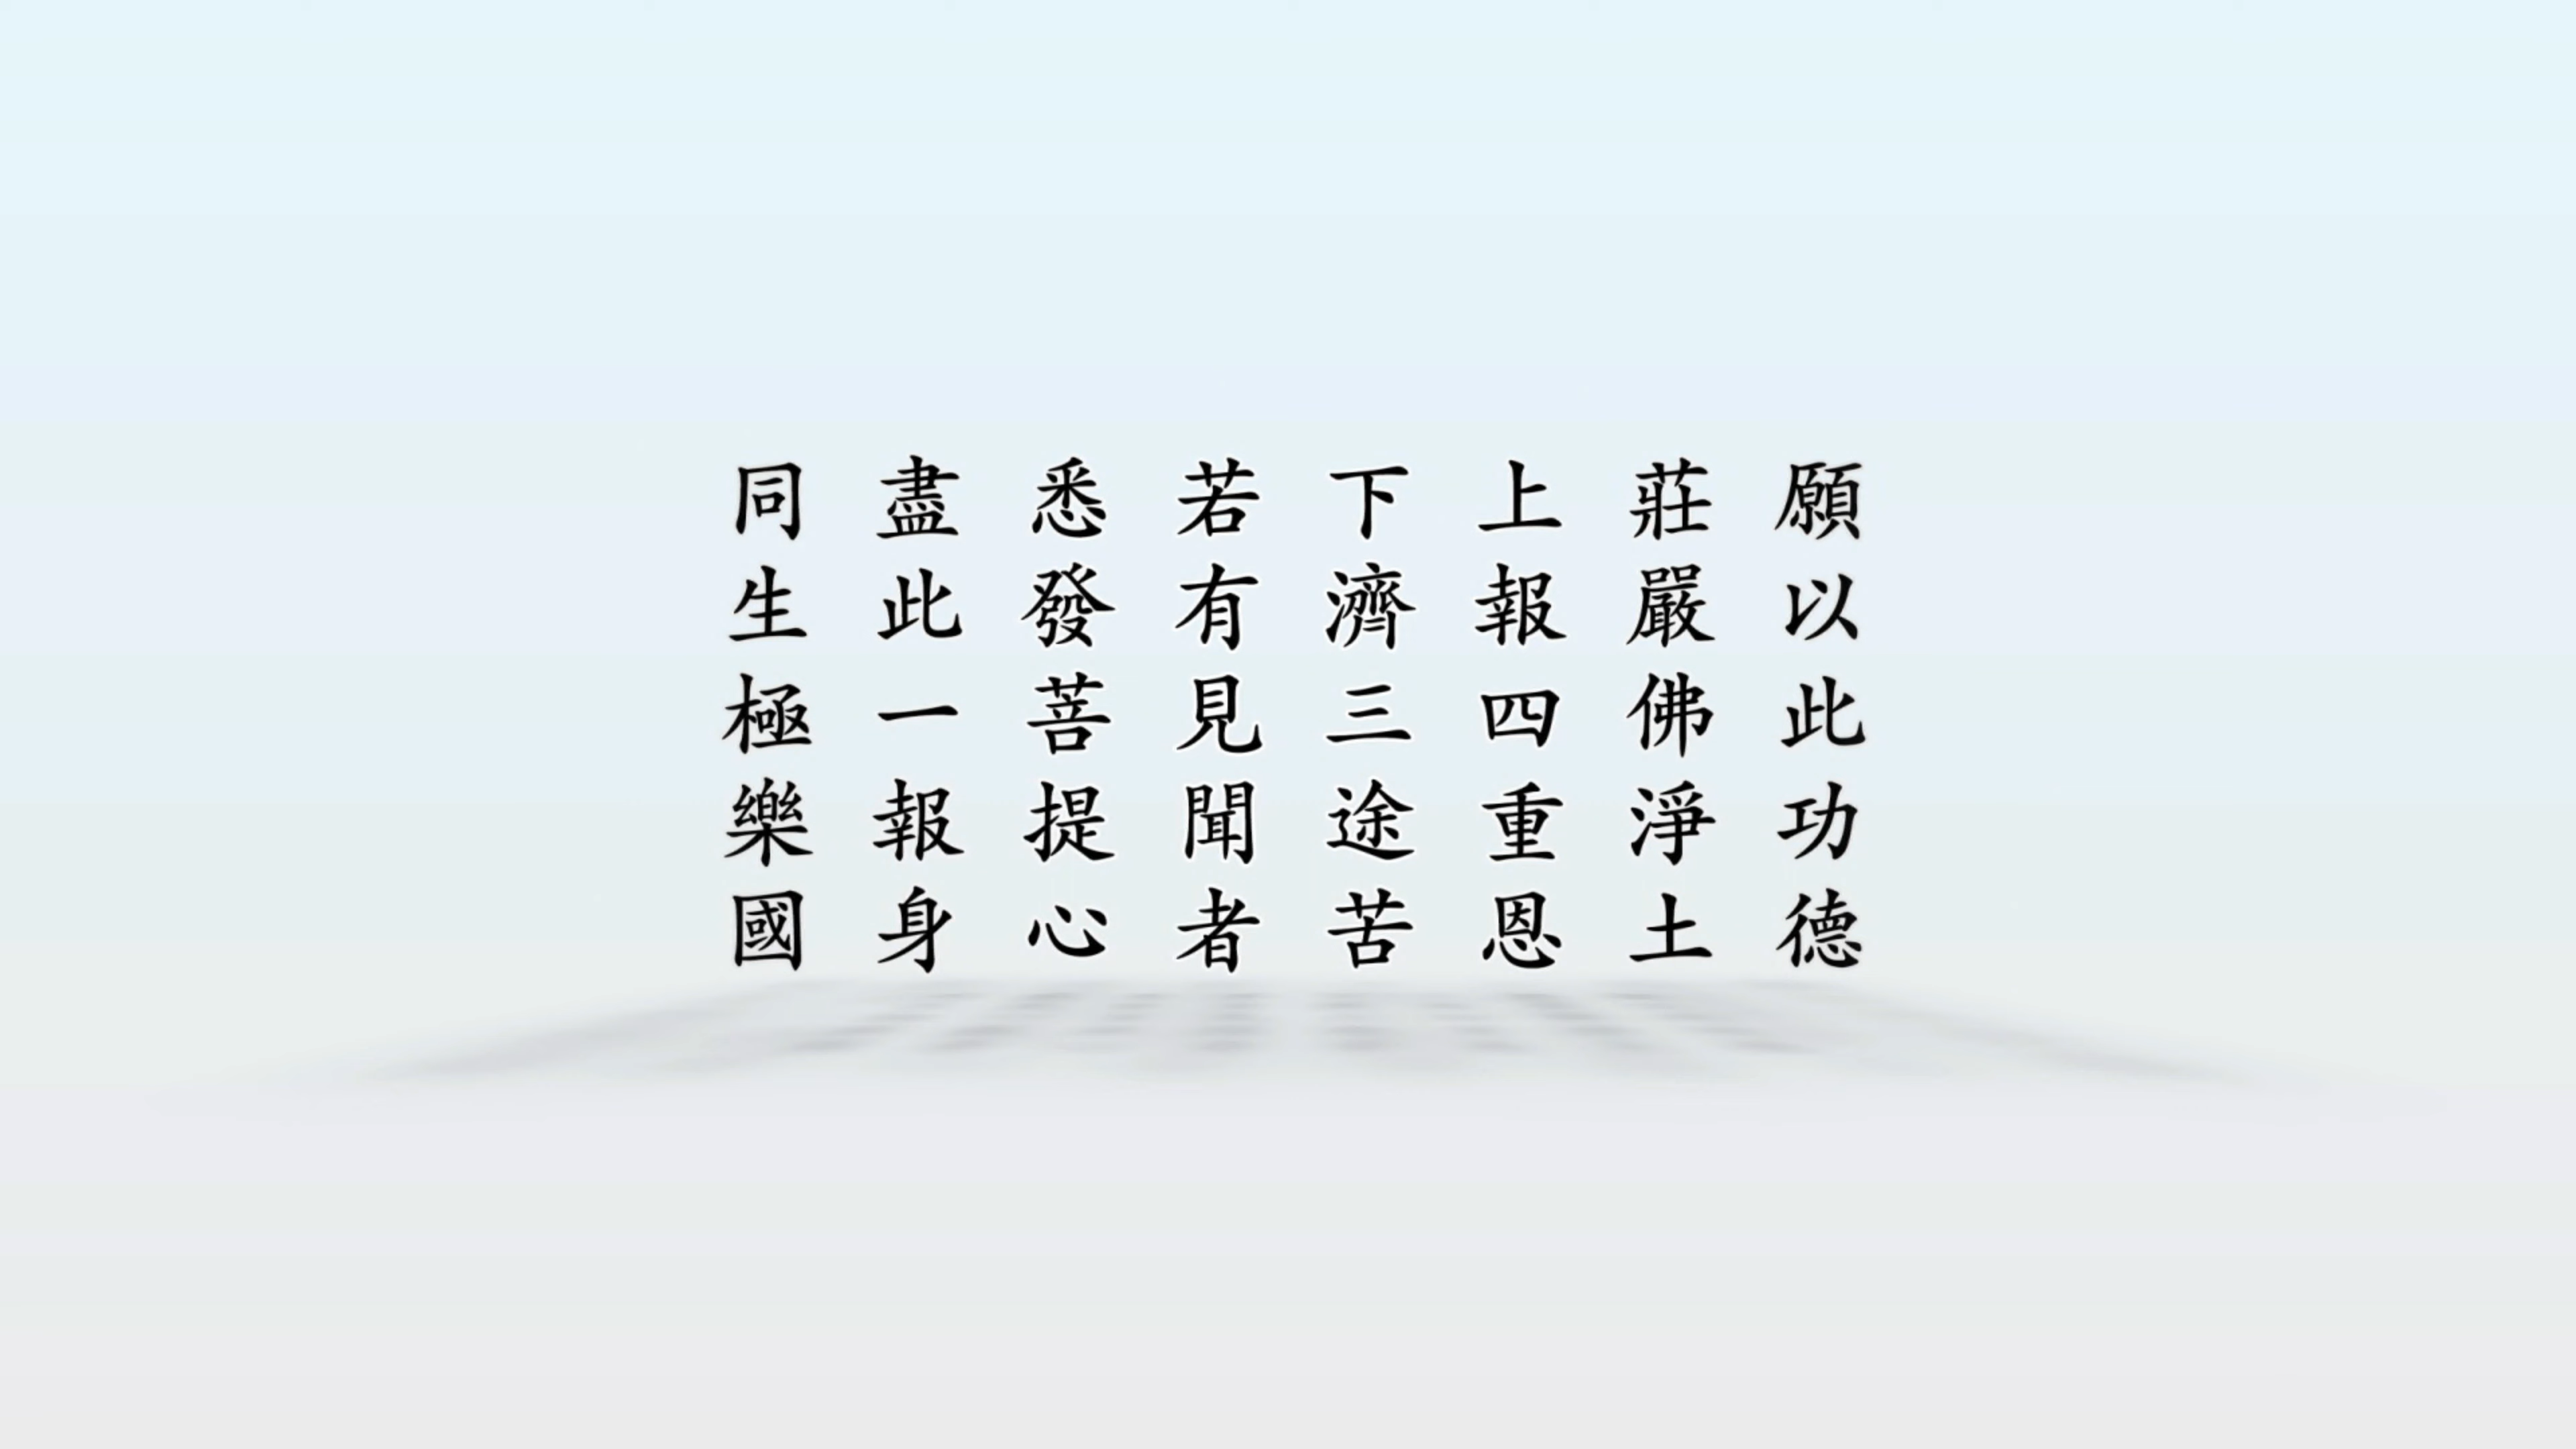 願以此功德
莊嚴佛淨土
上報四重恩
下濟三途苦
若有見聞者
悉發菩提心
盡此一報身
同生極樂國